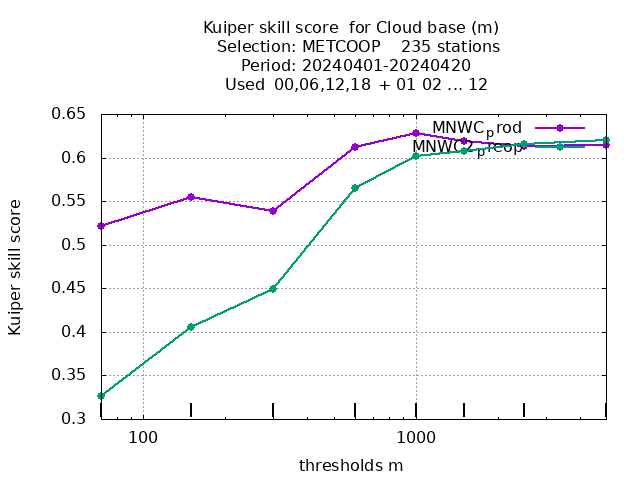 Kuiper skill score for Cloud base (m)
Selection: METCOOP 235 stations
Period: 20240401-20240420
Used 00,06,12,18 + 01 02 ... 12
Kuiper skill score
0.65
0.6
0.55
0.5
0.45
0.4
0.35
0.3
MNWC_prod
MNWC2_preop
100 1000
thresholds m